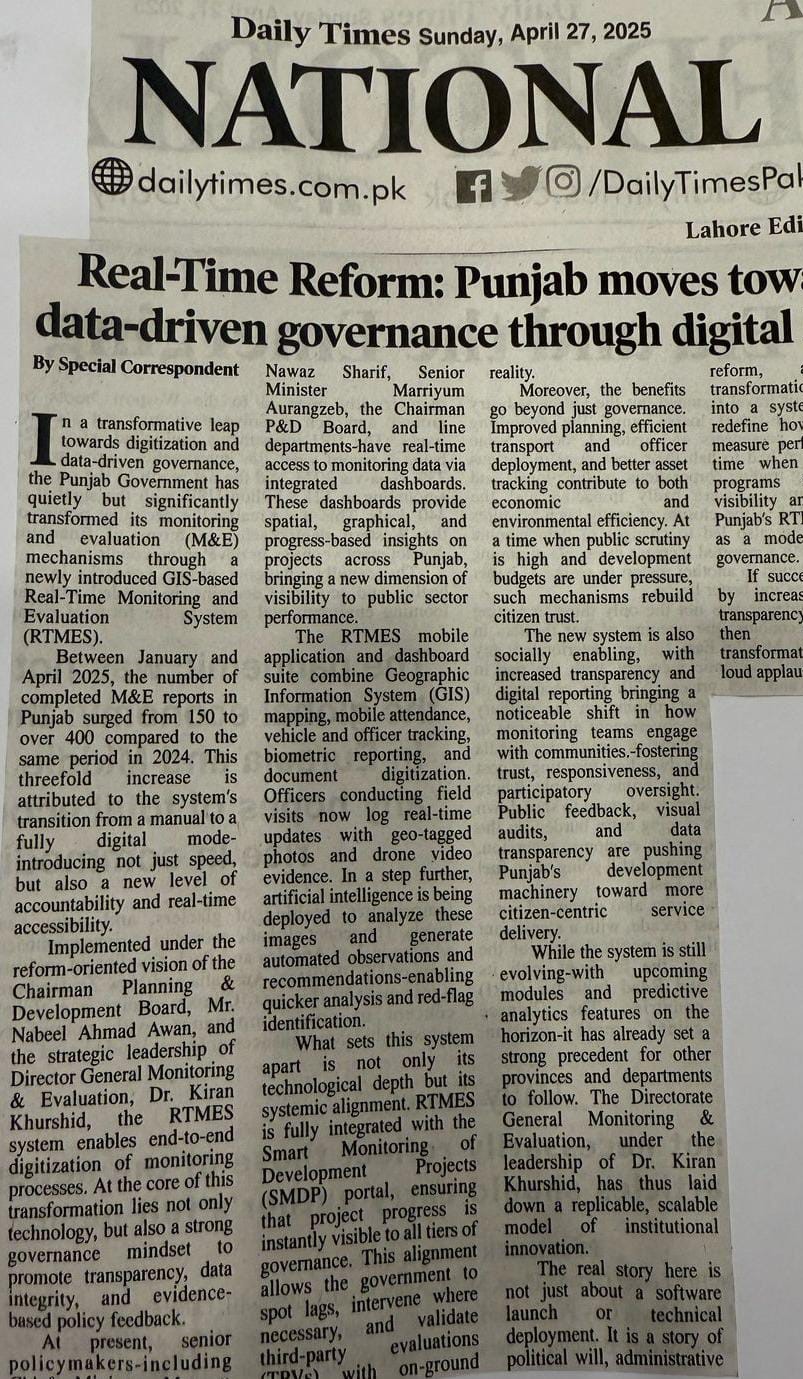 Daily Times Sunday, April 27, 2025
NATIONAL
dailytimes.com.pk
/DailyTimesPak
Lahore Edi
Real-Time Reform: Punjab moves tow
data-driven governance through digital
By Special Correspondent
In a transformative leap
towards digitization and
data-driven governance,
the Punjab Government has
quietly but significantly
transformed its monitoring
and evaluation (M&E)
mechanisms through a
newly introduced GIS-based
Real-Time Monitoring and
Evaluation System
(RTMES).
Between January and
April 2025, the number of
completed M&E reports in
Punjab surged from 150 to
over 400 compared to the
same period in 2024. This
threefold increase is
attributed to the system's
transition from a manual to a
fully digital mode-
introducing not just speed,
but also a new level of
accountability and real-time
accessibility.
Implemented under the
reform-oriented vision of the
Chairman Planning &
Development Board, Mr.
Nabeel Ahmad Awan, and
the strategic leadership of
Director General Monitoring
& Evaluation, Dr. Kiran
Khurshid, the RTMES
system enables end-to-end
digitization of monitoring
processes. At the core of this
transformation lies not only
technology, but also a strong
governance mindset to
promote transparency, data
integrity, and evidence-
based policy feedback.
At present, senior
policymakers-including
Nawaz Sharif, Senior
Minister Marriyum
Aurangzeb, the Chairman
P&D Board, and line
departments-have real-time
access to monitoring data via
integrated dashboards.
These dashboards provide
spatial, graphical, and
progress-based insights on
projects across Punjab,
bringing a new dimension of
visibility to public sector
performance.
The RTMES mobile
application and dashboard
suite combine Geographic
Information System (GIS)
mapping, mobile attendance,
vehicle and officer tracking,
biometric reporting, and
document digitization.
Officers conducting field
visits now log real-time
updates with geo-tagged
photos and drone video
evidence. In a step further,
artificial intelligence is being
deployed to analyze these
images and generate
automated observations and
recommendations-enabling
quicker analysis and red-flag
identification.
What sets this system
apart is not only its
technological depth but its
systemic alignment. RTMES
is fully integrated with the
Smart Monitoring of
Development Projects
(SMDP) portal, ensuring
that project progress is
instantly visible to all tiers of
governance. This alignment
allows the government to
spot lags, intervene where
necessary, and validate
third-party evaluations
(TPVs) with on-ground
reality.
Moreover, the benefits
go beyond just governance.
Improved planning, efficient
transport and officer
deployment, and better asset
tracking contribute to both
economic and
environmental efficiency. At
a time when public scrutiny
is high and development
budgets are under pressure,
such mechanisms rebuild
citizen trust.
The new system is also
socially enabling, with
increased transparency and
digital reporting bringing a
noticeable shift in how
monitoring teams engage
with communities.-fostering
trust, responsiveness, and
participatory oversight.
Public feedback, visual
audits, and data
transparency are pushing
Punjab's development
machinery toward more
citizen-centric service
delivery.
While the system is still
evolving-with upcoming
modules and predictive
analytics features on the
horizon-it has already set a
strong precedent for other
provinces and departments
to follow. The Directorate
General Monitoring &
Evaluation, under the
leadership of Dr. Kiran
Khurshid, has thus laid
down a replicable, scalable
model of institutional
innovation.
The real story here is
not just about a software
launch or technical
deployment. It is a story of
political will, administrative
reform,
transformatio
into a syste
redefine how
measure perf
time when
programs
visibility an
Punjab's RT
as a mode
governance.
If succe
by increas
transparency
then
transformat
loud applau